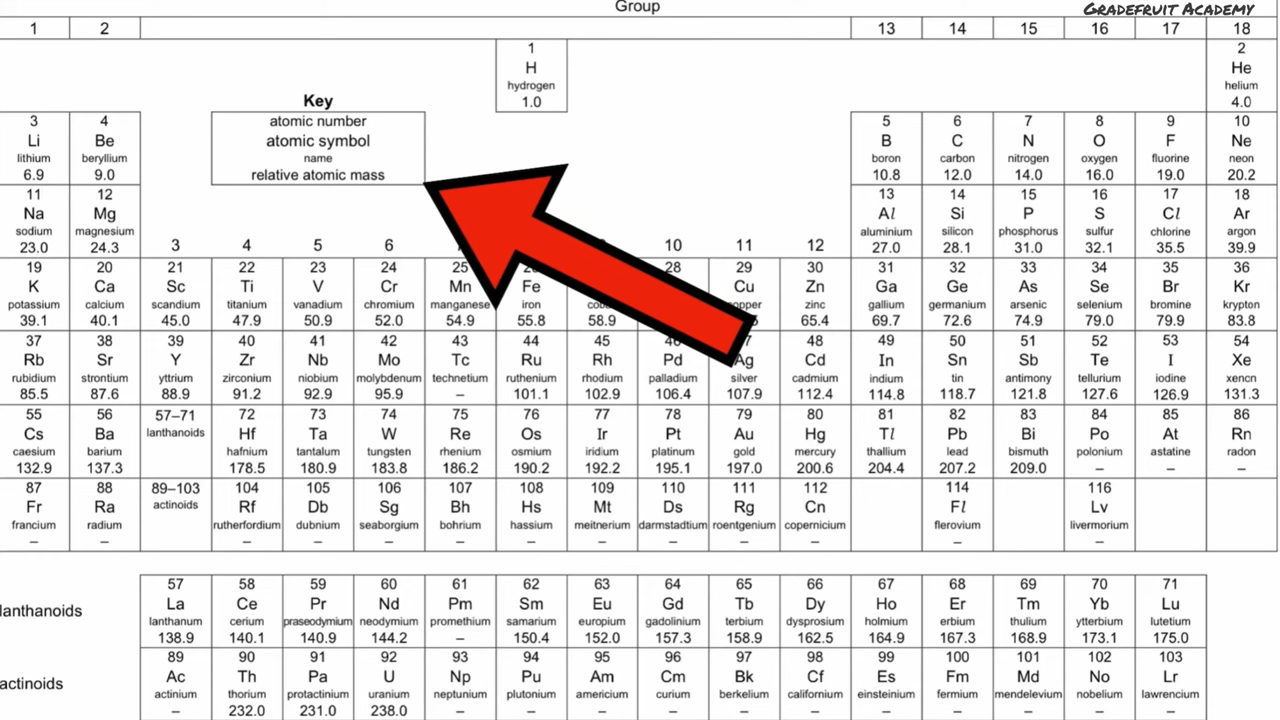 Group
Gradefruit Academy
1 2 13 14 15 16 17 18
1 2
H He
hydrogen helium
1.0 4.0
Key
atomic number
atomic symbol
name
relative atomic mass
3 4 5 6 7 8 9 10
Li Be B C N O F Ne
lithium beryllium boron carbon nitrogen oxygen fluorine neon
6.9 9.0 10.8 12.0 14.0 16.0 19.0 20.2
11 12 13 14 15 16 17 18
Na Mg Al Si P S Cl Ar
sodium magnesium aluminium silicon phosphorus sulfur chlorine argon
23.0 24.3 27.0 28.1 31.0 32.1 35.5 39.9
3 4 5 6 10 11 12
19 20 21 22 23 24 25 28 29 30 31 32 33 34 35 36
K Ca Sc Ti V Cr Mn Fe Cu Zn Ga Ge As Se Br Kr
potassium calcium scandium titanium vanadium chromium manganese iron zinc gallium germanium arsenic selenium bromine krypton
39.1 40.1 45.0 47.9 50.9 52.0 54.9 55.8 58.9 65.4 69.7 72.6 74.9 79.0 79.9 83.8
37 38 39 40 41 42 43 44 45 48 49 50 51 52 53 54
Rb Sr Y Zr Nb Mo Tc Ru Rh Pd Ag Cd In Sn Sb Te I Xe
rubidium strontium yttrium zirconium niobium molybdenum technetium ruthenium rhodium palladium silver cadmium indium tin antimony tellurium iodine xencn
85.5 87.6 88.9 91.2 92.9 95.9 – 101.1 102.9 106.4 107.9 112.4 114.8 118.7 121.8 127.6 126.9 131.3
55 56 57–71 72 73 74 75 76 77 78 79 80 81 82 83 84 85 86
Cs Ba lanthanoids Hf Ta W Re Os Ir Pt Au Hg Tl Pb Bi Po At Rn
caesium barium hafnium tantalum tungsten rhenium osmium iridium platinum gold mercury thallium lead bismuth polonium astatine radon
132.9 137.3 178.5 180.9 183.8 186.2 190.2 192.2 195.1 197.0 200.6 204.4 207.2 209.0 – – –
87 88 89–103 104 105 106 107 108 109 110 111 112 114 116
Fr Ra actinoids Rf Db Sg Bh Hs Mt Ds Rg Cn Fl Lv
francium radium rutherfordium dubnium seaborgium bohrium hassium meitnerium darmstadtium roentgenium copernicium flerovium livermorium
– – – – – – – – – – – – –
57 58 59 60 61 62 63 64 65 66 67 68 69 70 71
lanthanoids La Ce Pr Nd Pm Sm Eu Gd Tb Dy Ho Er Tm Yb Lu
lanthanum cerium praseodymium neodymium promethium samarium europium gadolinium terbium dysprosium holmium erbium thulium ytterbium lutetium
138.9 140.1 140.9 144.2 – 150.4 152.0 157.3 158.9 162.5 164.9 167.3 168.9 173.1 175.0
89 90 91 92 93 94 95 96 97 98 99 100 101 102 103
actinoids Ac Th Pa U Np Pu Am Cm Bk Cf Es Fm Md No Lr
actinium thorium protactinium uranium neptunium plutonium americium curium berkelium californium einsteinium fermium mendelevium nobelium lawrencium
– 232.0 231.0 238.0 – – – – – – – – – – –